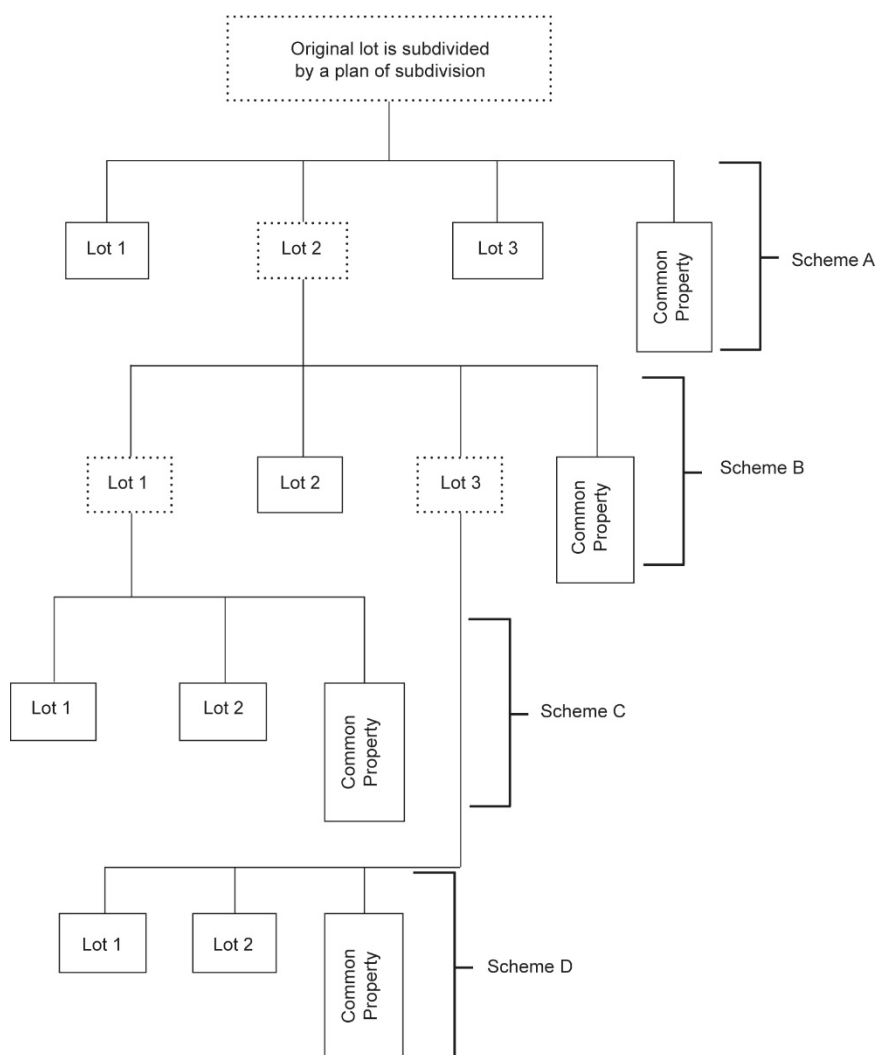 Original lot is subdivided
by a plan of subdivision
Lot 1
Lot 2
Lot 3
Common
Property
Scheme A
Lot 1
Lot 2
Lot 3
Common
Property
Scheme B
Lot 1
Lot 2
Common
Property
Scheme C
Lot 1
Lot 2
Common
Property
Scheme D